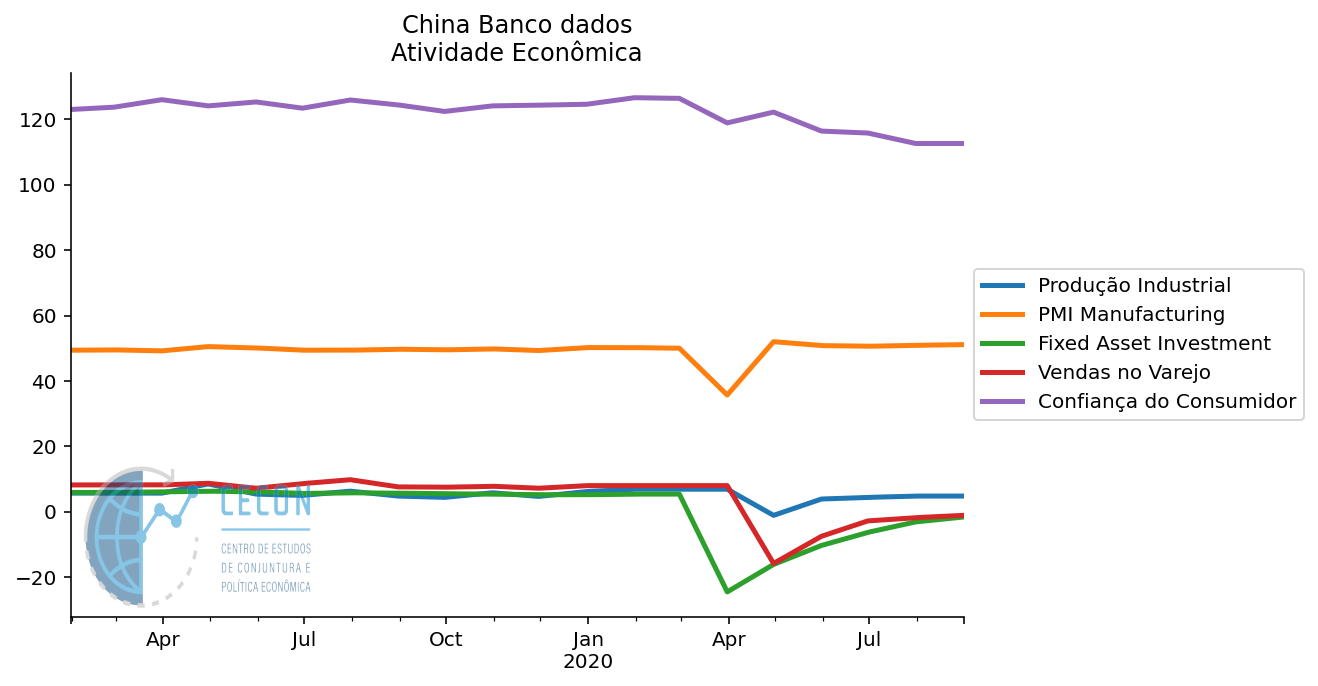 China Banco dados
Atividade Econômica
120
100
80
60
40
20
0
−20
Produção Industrial
PMI Manufacturing
Fixed Asset Investment
Vendas no Varejo
Confiança do Consumidor
CECON
CENTRO DE ESTUDOS
DE CONJUNTURA E
POLÍTICA ECONÔMICA
Apr
Jul
Oct
Jan
2020
Apr
Jul